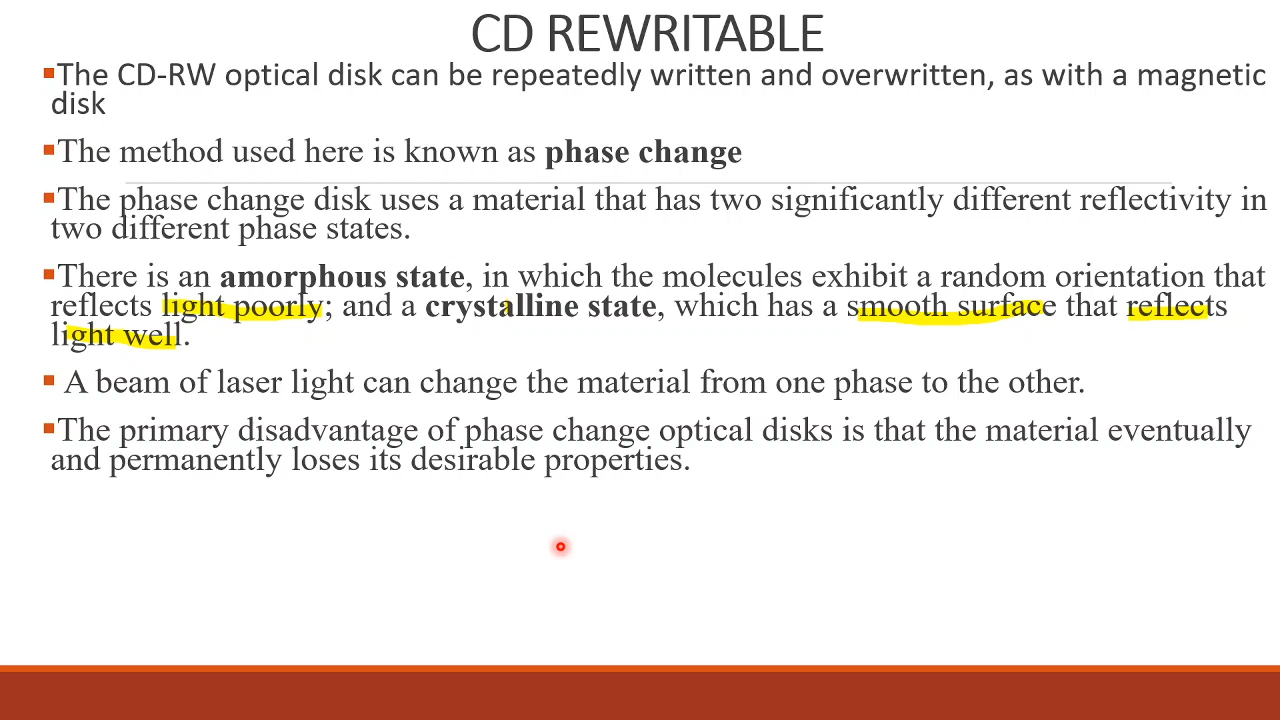 CD REWRITABLE
▪The CD-RW optical disk can be repeatedly written and overwritten, as with a magnetic
disk
▪The method used here is known as phase change
▪The phase change disk uses a material that has two significantly different reflectivity in
two different phase states.
▪There is an amorphous state, in which the molecules exhibit a random orientation that
reflects light poorly; and a crystalline state, which has a smooth surface that reflects
light well.
▪ A beam of laser light can change the material from one phase to the other.
▪The primary disadvantage of phase change optical disks is that the material eventually
and permanently loses its desirable properties.